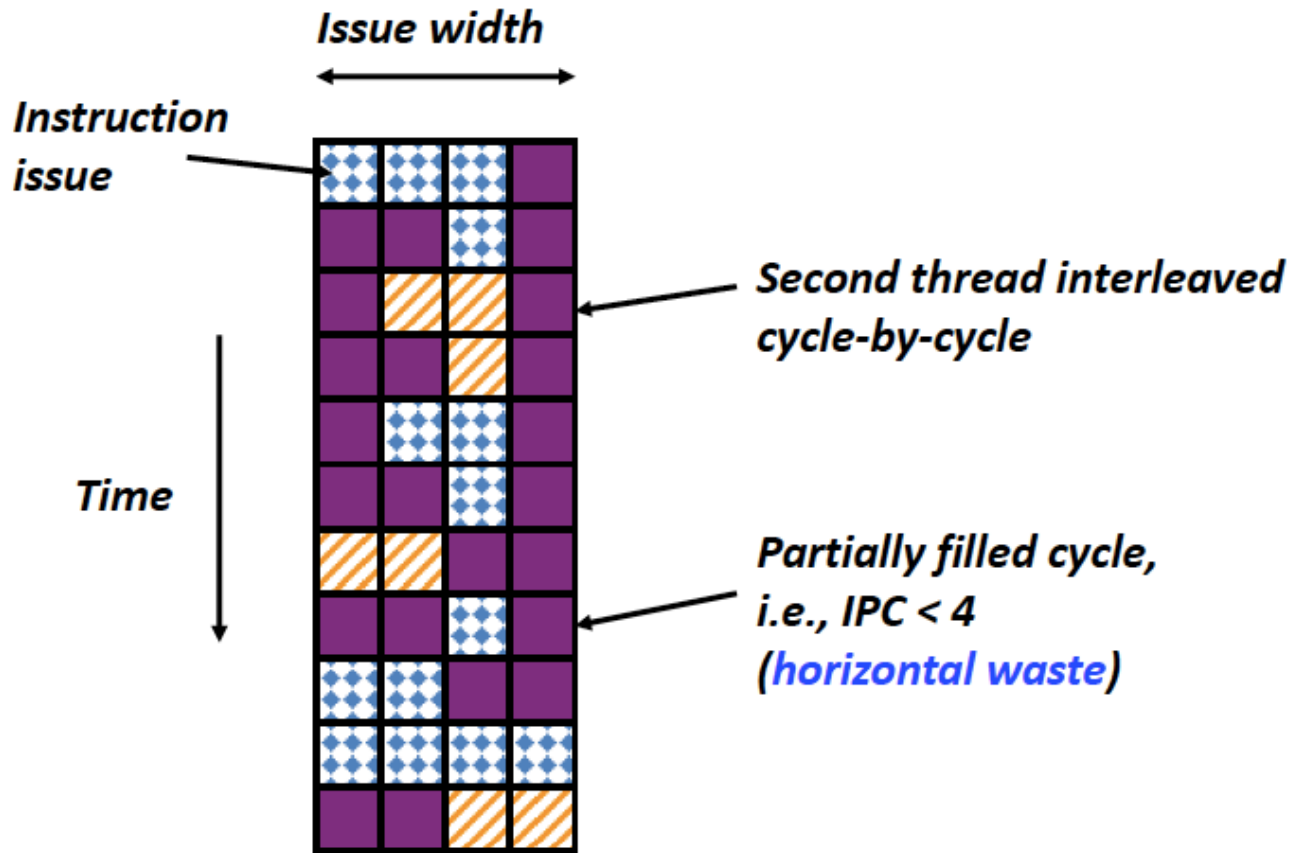 Issue width
Instruction
issue
Second thread interleaved
cycle-by-cycle
Time
Partially filled cycle,
i.e., IPC < 4
(horizontal waste)